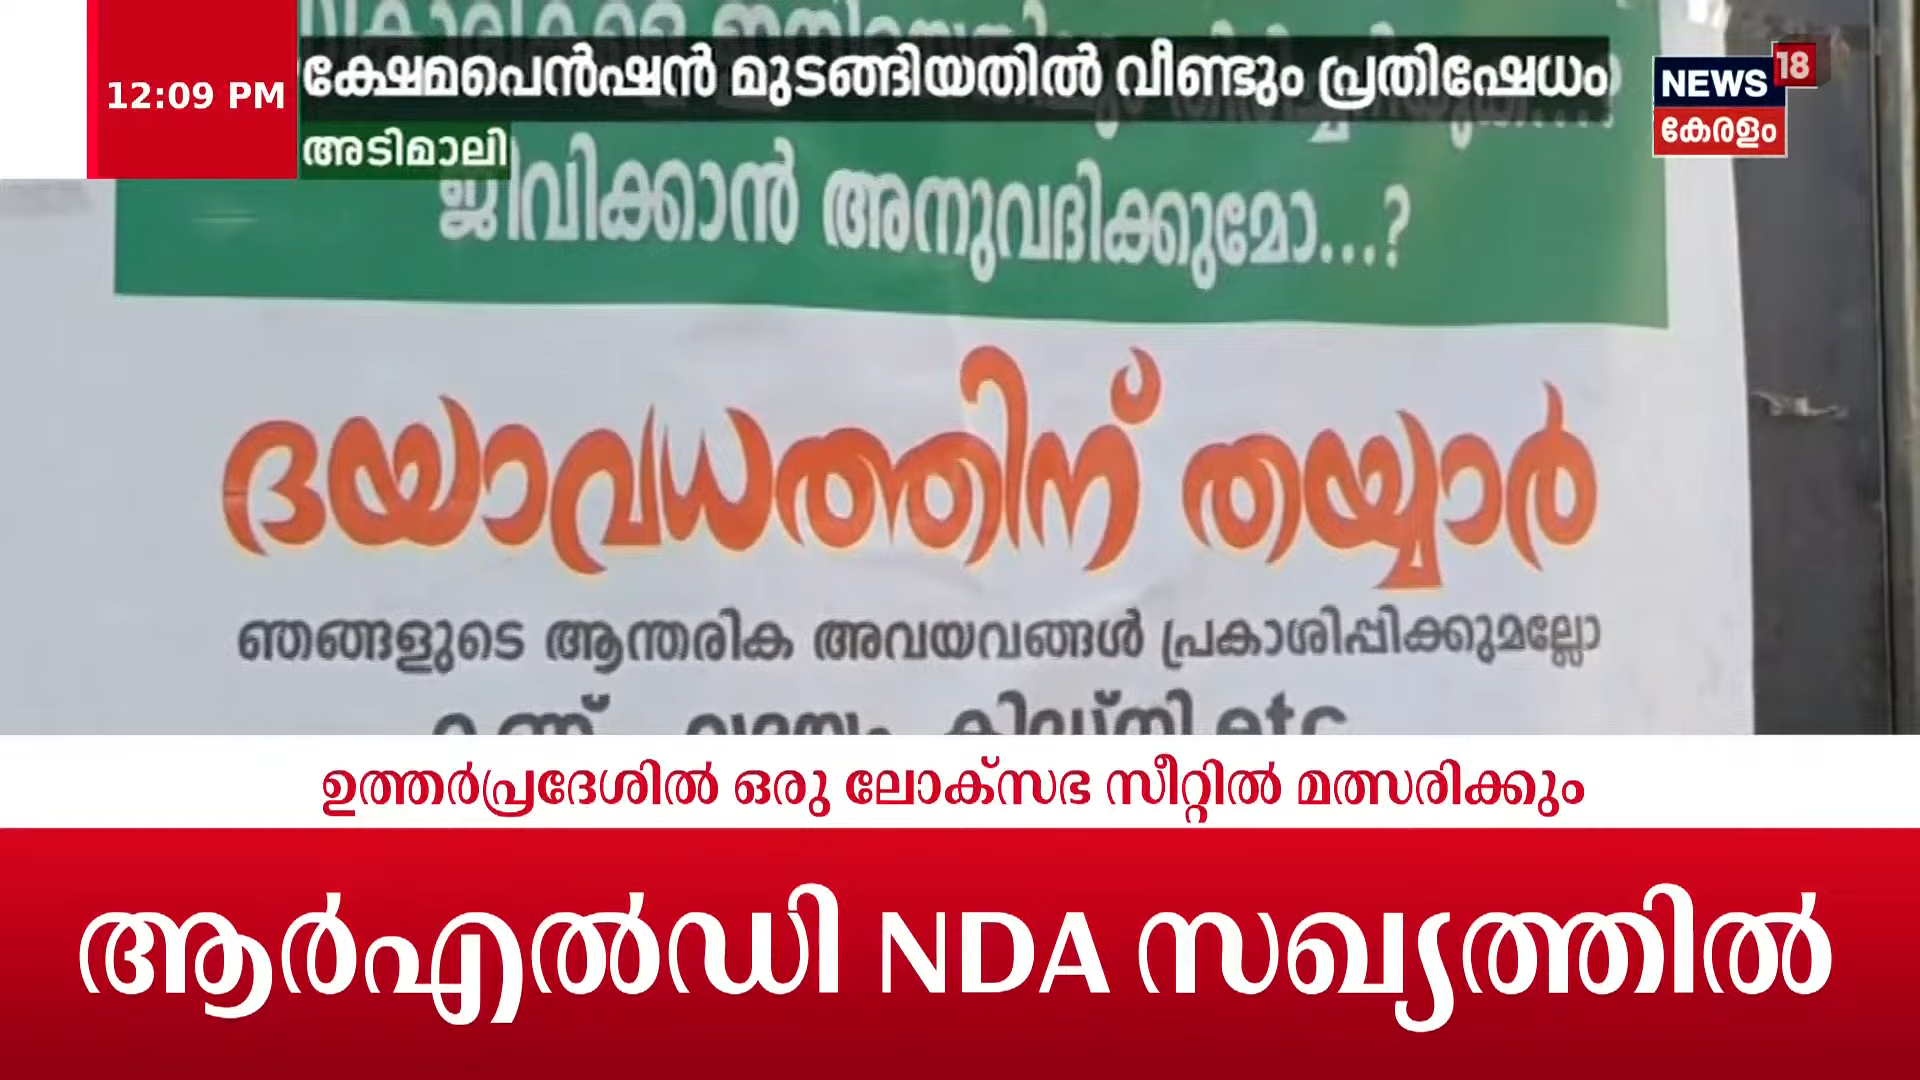 12:09 PM
ക്ഷേമപെൻഷൻ മുടങ്ങിയതിൽ വീണ്ടും പ്രതിഷേധം
അടിമാലി
NEWS 18
കേരളം
ജീവിക്കാൻ അനുവദിക്കുമോ...?
ദയാവധത്തിന് തയ്യാർ
ഞങ്ങളുടെ ആന്തരിക അവയവങ്ങൾ പ്രകാശിപ്പിക്കുമല്ലോ
കിഡ്നി etc
ഉത്തർപ്രദേശിൽ ഒരു ലോക്സഭ സീറ്റിൽ മത്സരിക്കും
ആർഎൽഡി NDA സഖ്യത്തിൽ